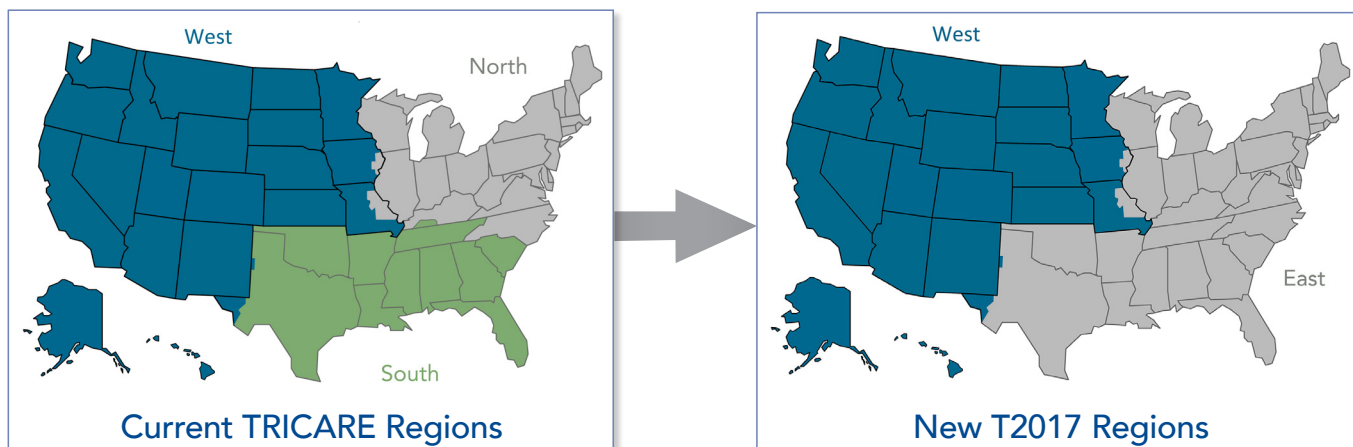 West
North
South
Current TRICARE Regions
West
East
New T2017 Regions